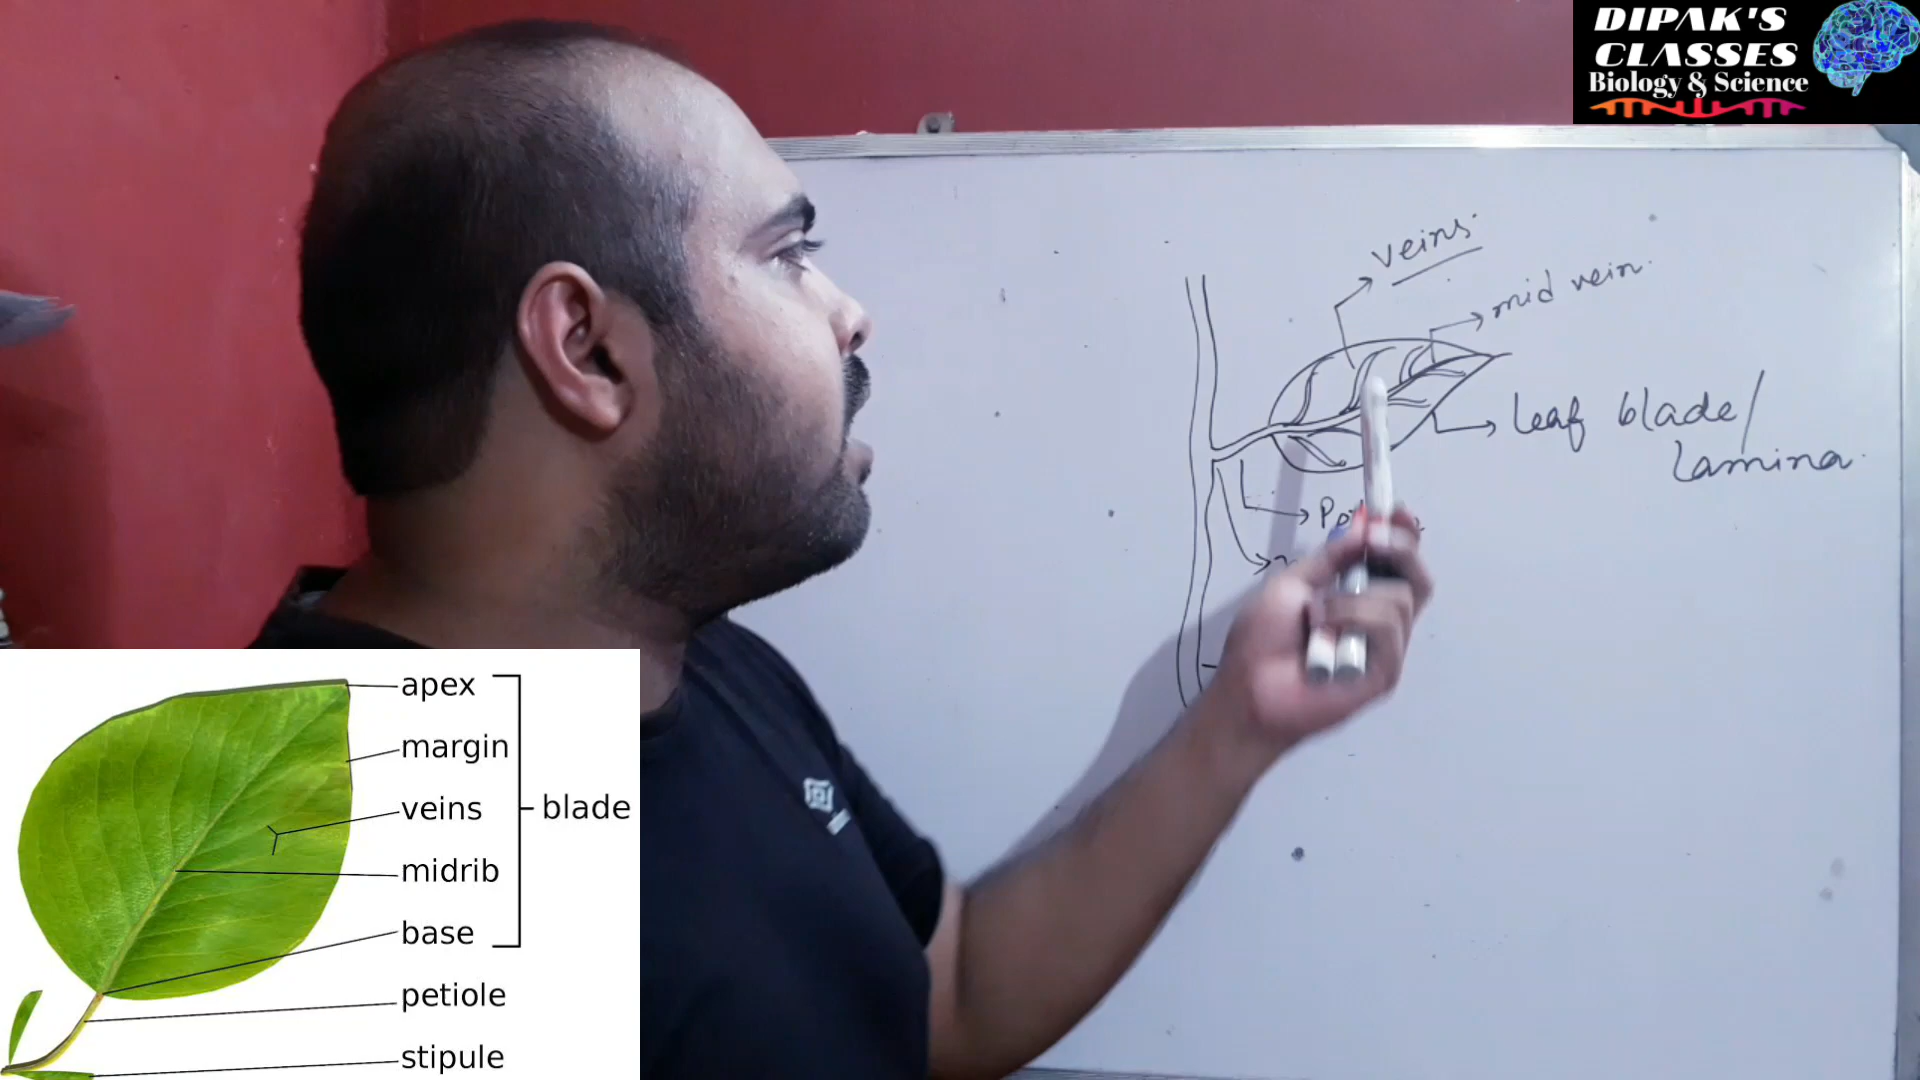 DIPAK'S
CLASSES
Biology & Science
veins
mid vein
leaf blade/
lamina
apex
margin
veins
blade
midrib
base
petiole
stipule